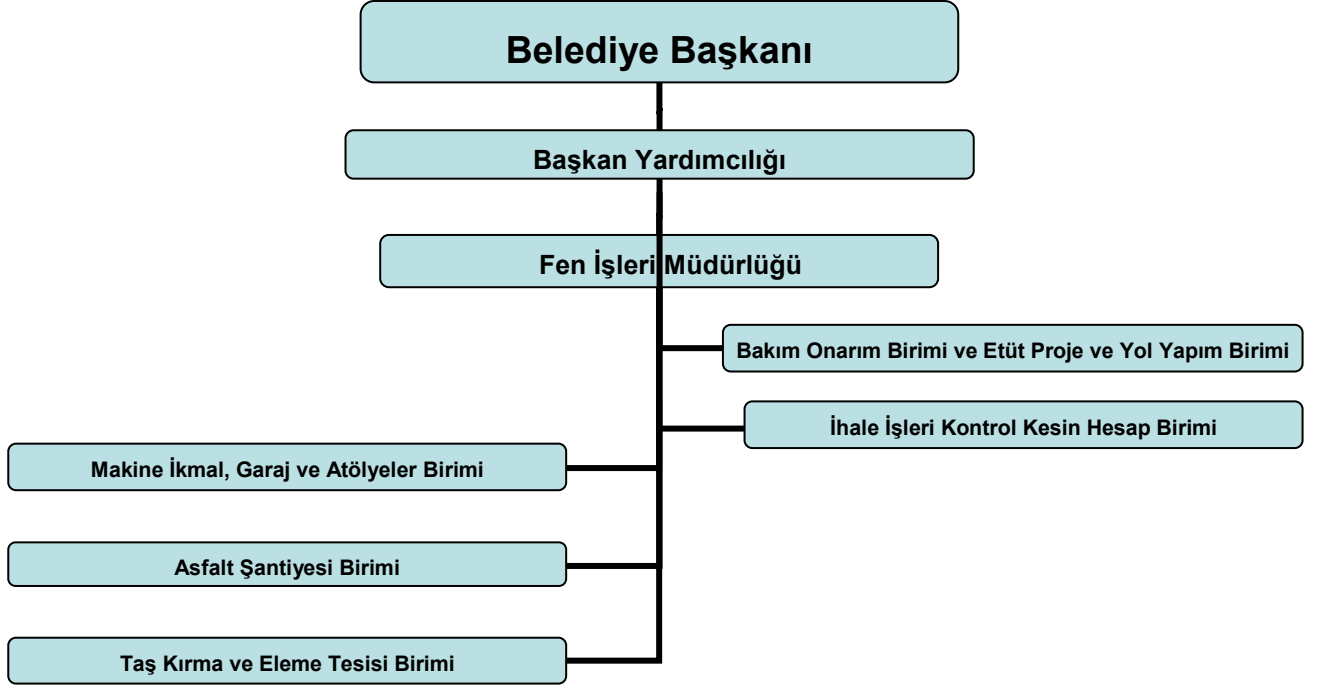 Belediye Başkanı
Başkan Yardımcılığı
Fen İşleri Müdürlüğü
Bakım Onarım Birimi ve Etüt Proje ve Yol Yapım Birimi
İhale İşleri Kontrol Kesin Hesap Birimi
Makine İkmal, Garaj ve Atölyeler Birimi
Asfalt Şantiyesi Birimi
Taş Kırma ve Eleme Tesisi Birimi